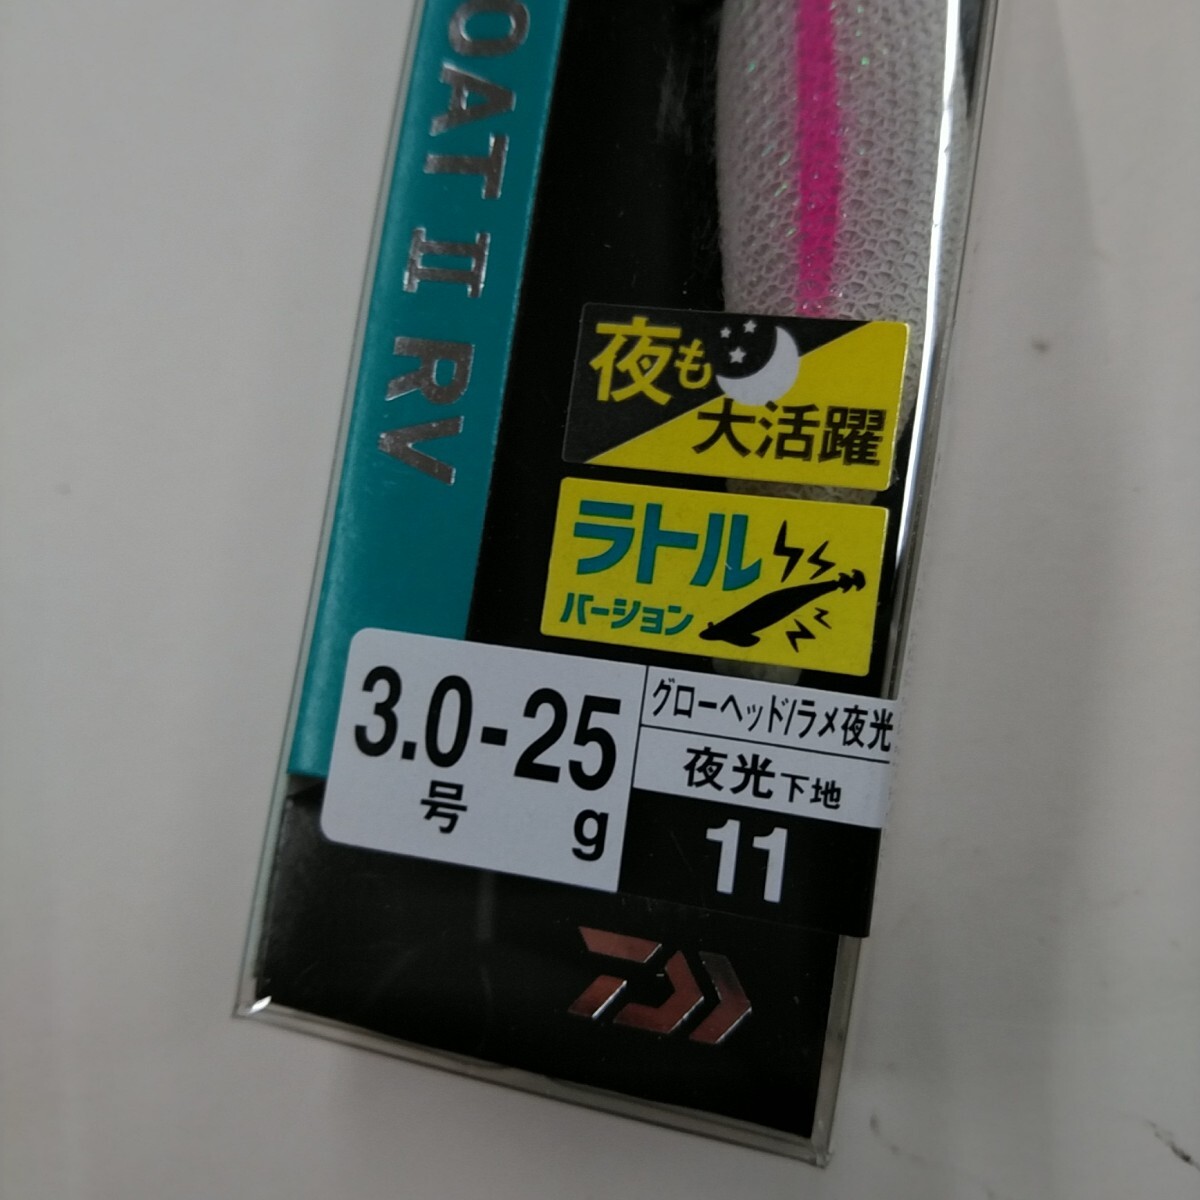 OAT II RV
夜も
大活躍
ラトル
バージョン
3.0-25
号 g
グローヘッド/ラメ夜光
夜光下地
11